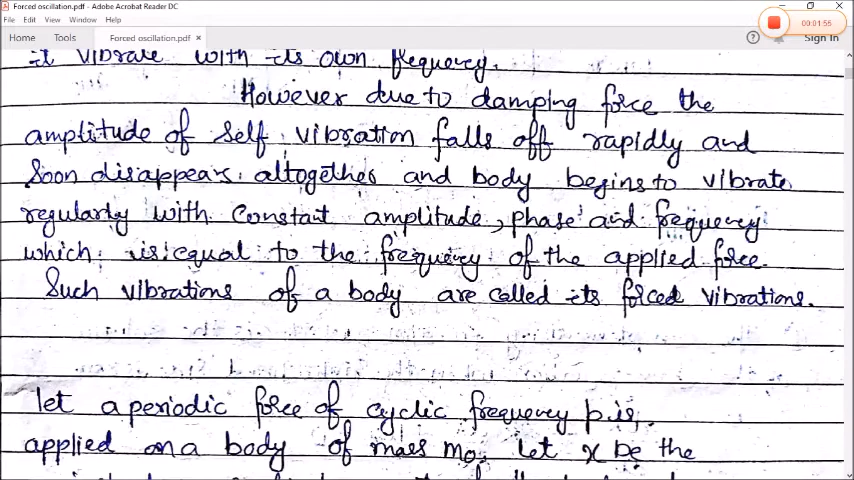 Forced oscillation.pdf - Adobe Acrobat Reader DC
File Edit View Window Help
00:01:55
Home Tools Forced oscillation.pdf × Sign In
it vibrate with its own frequency.
However due to damping force the
amplitude of self vibration falls off rapidly and
soon disappears altogether and body begins to vibrate
regularly with constant amplitude, phase and frequency
which is equal to the frequency of the applied force.
Such vibrations of a body are called its forced vibrations.
let a periodic force of cyclic frequency p is
applied on a body of mass m. Let x be the